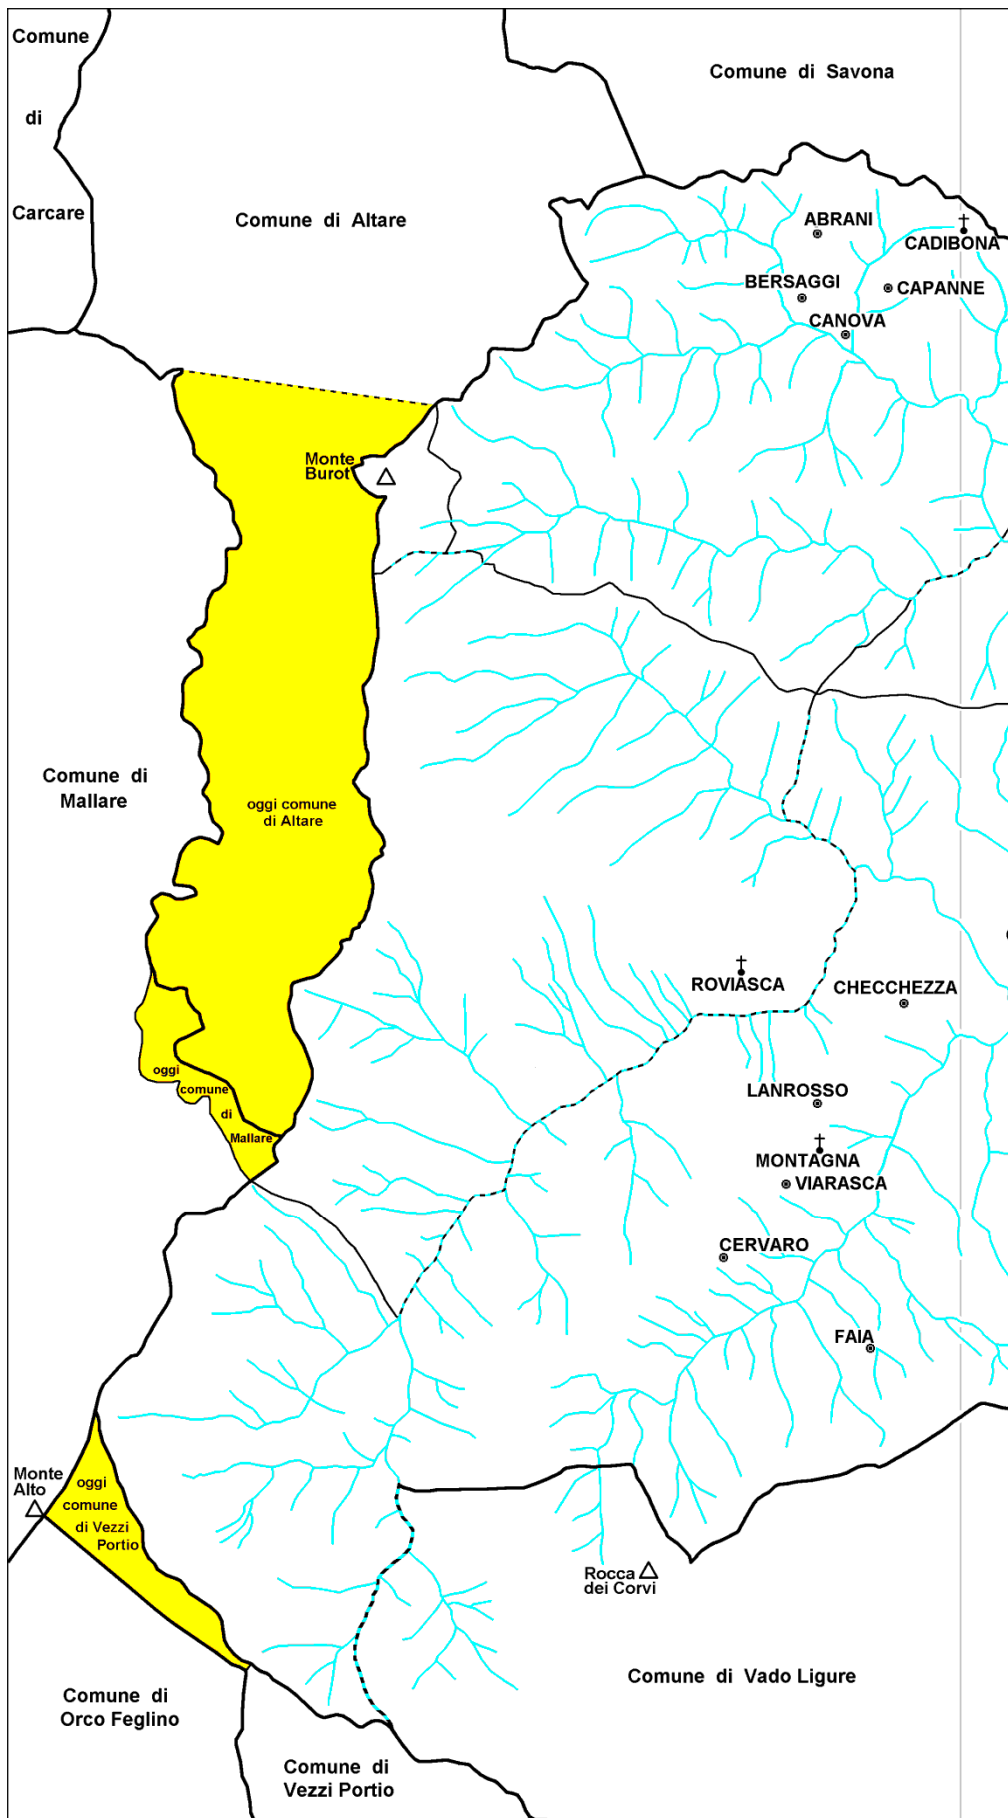 Comune
di
Carcare
Comune di Altare
Comune di Savona
ABRANI
CADIBONA
BERSAGGI
CAPANNE
CANOVA
Monte
Burot
Comune di
Mallare
oggi comune
di Altare
ROVIASCA
CHECCHEZZA
oggi
comune
di
Mallare
LANROSSO
MONTAGNA
VIARASCA
CERVARO
FAIA
Monte
Alto
oggi
comune
di Vezzi
Portio
Rocca
dei Corvi
Comune di
Orco Feglino
Comune di Vado Ligure
Comune di
Vezzi Portio